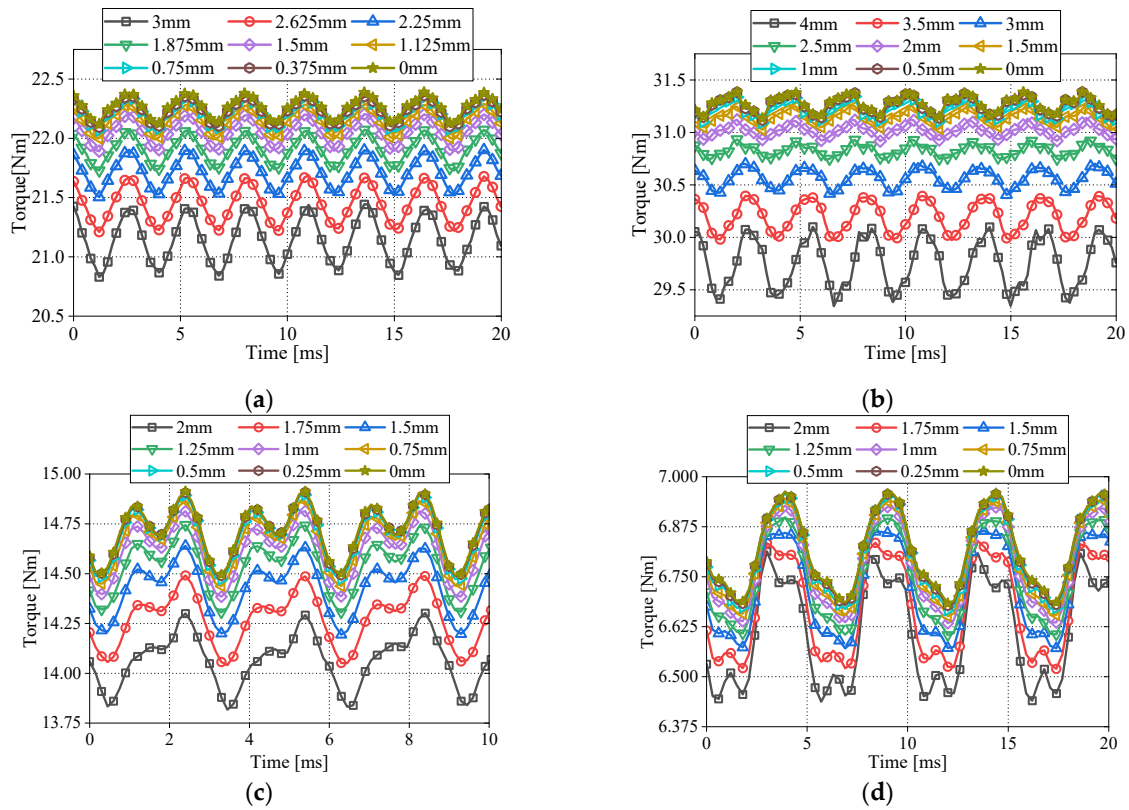 3mm 2.625mm 2.25mm
1.875mm 1.5mm 1.125mm
0.75mm 0.375mm 0mm
22.5
22.0
21.5
21.0
20.5
Torque[Nm]
0 5 10 15 20
Time [ms]
(a)
4mm 3.5mm 3mm
2.5mm 2mm 1.5mm
1mm 0.5mm 0mm
31.5
31.0
30.5
30.0
29.5
Torque [Nm]
0 5 10 15 20
Time [ms]
(b)
2mm 1.75mm 1.5mm
1.25mm 1mm 0.75mm
0.5mm 0.25mm 0mm
15.00
14.75
14.50
14.25
14.00
13.75
Torque [Nm]
0 2 4 6 8 10
Time [ms]
(c)
2mm 1.75mm 1.5mm
1.25mm 1mm 0.75mm
0.5mm 0.25mm 0mm
7.000
6.875
6.750
6.625
6.500
6.375
Torque [Nm]
0 5 10 15 20
Time [ms]
(d)